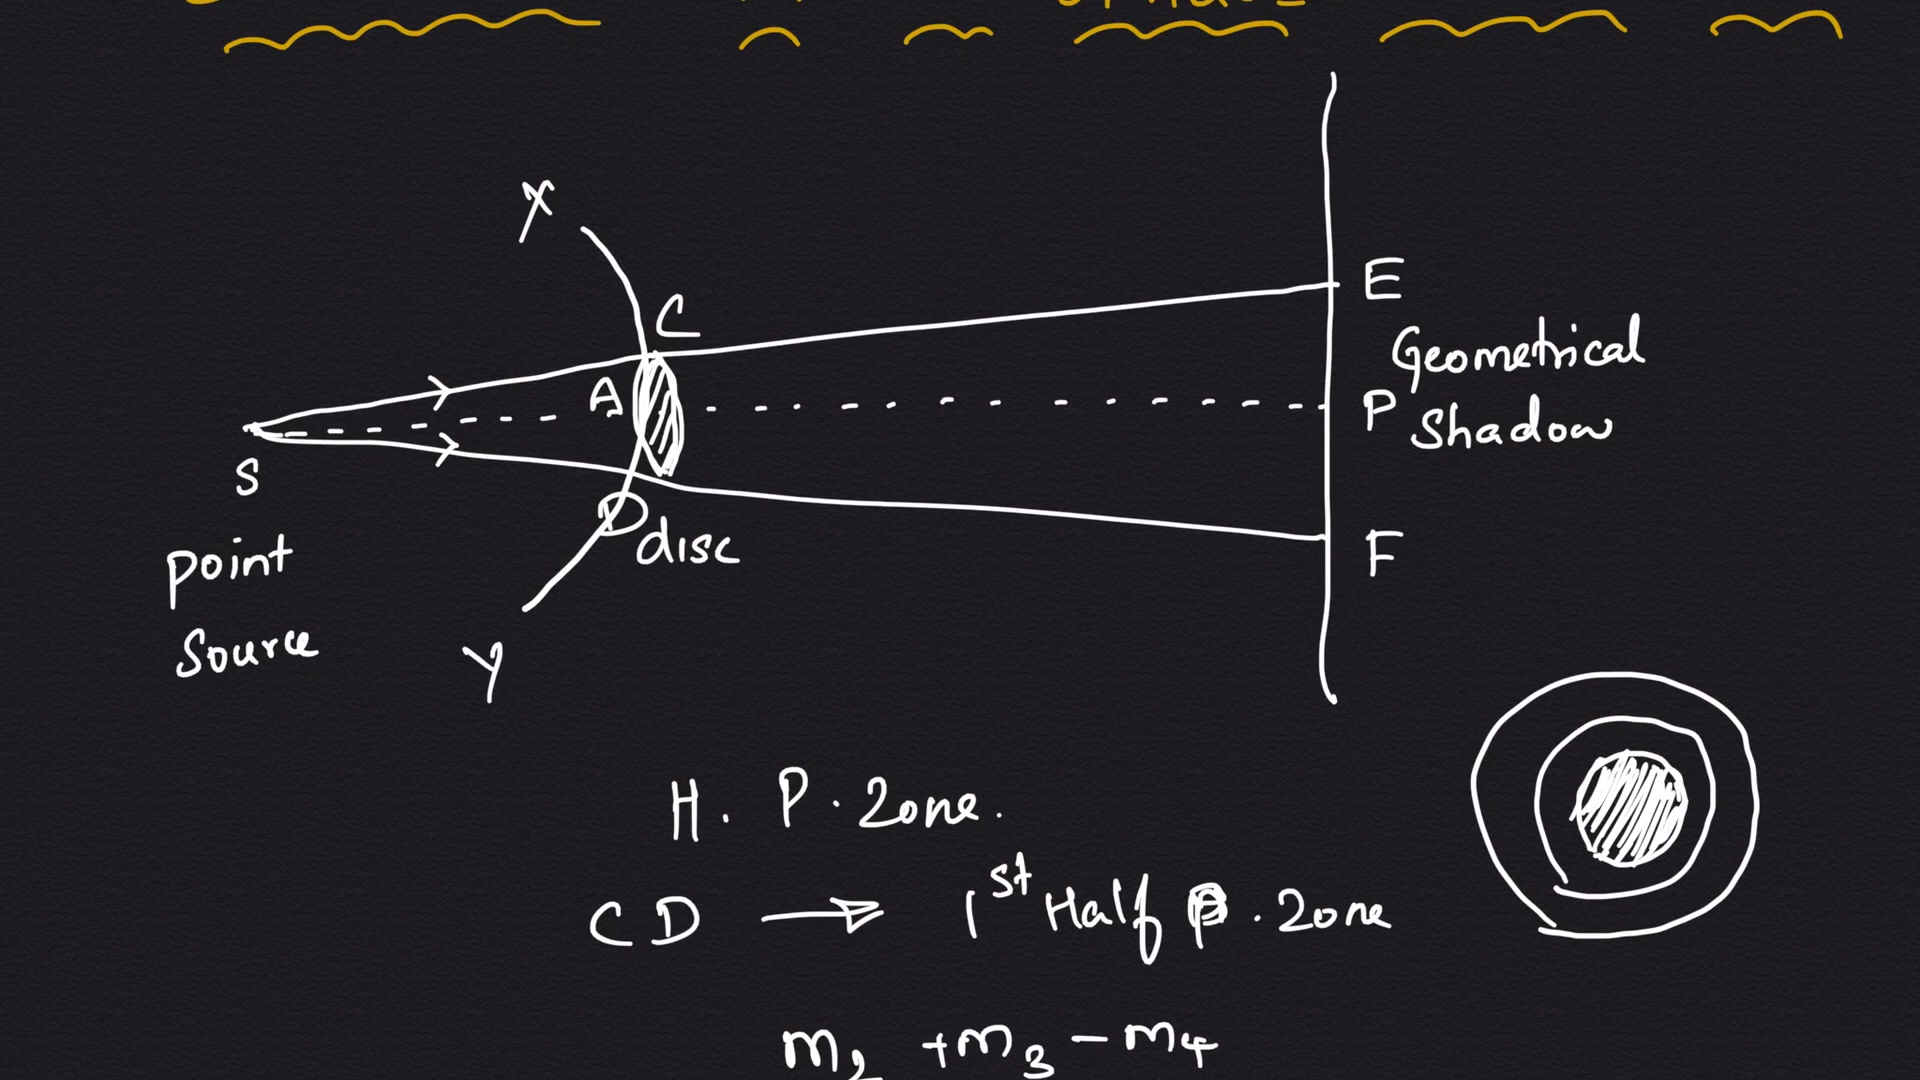 X
C
E
Geometrical
A
P
Shadow
S
D
disc
F
point
Source
Y
H. P. Zone.
CD → 1st Half P. Zone
m2 + m3 - m4